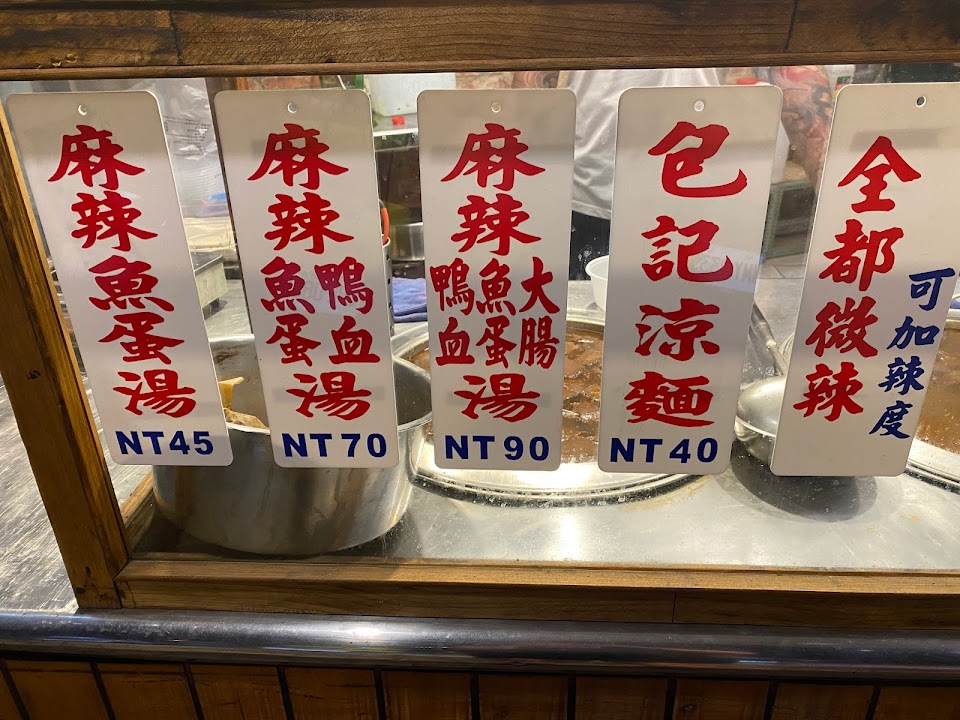 麻辣魚蛋湯
NT45
麻辣魚蛋鴨血湯
NT70
麻辣鴨血魚蛋大腸湯
NT90
包記涼麵
NT40
全都微辣
可加辣度